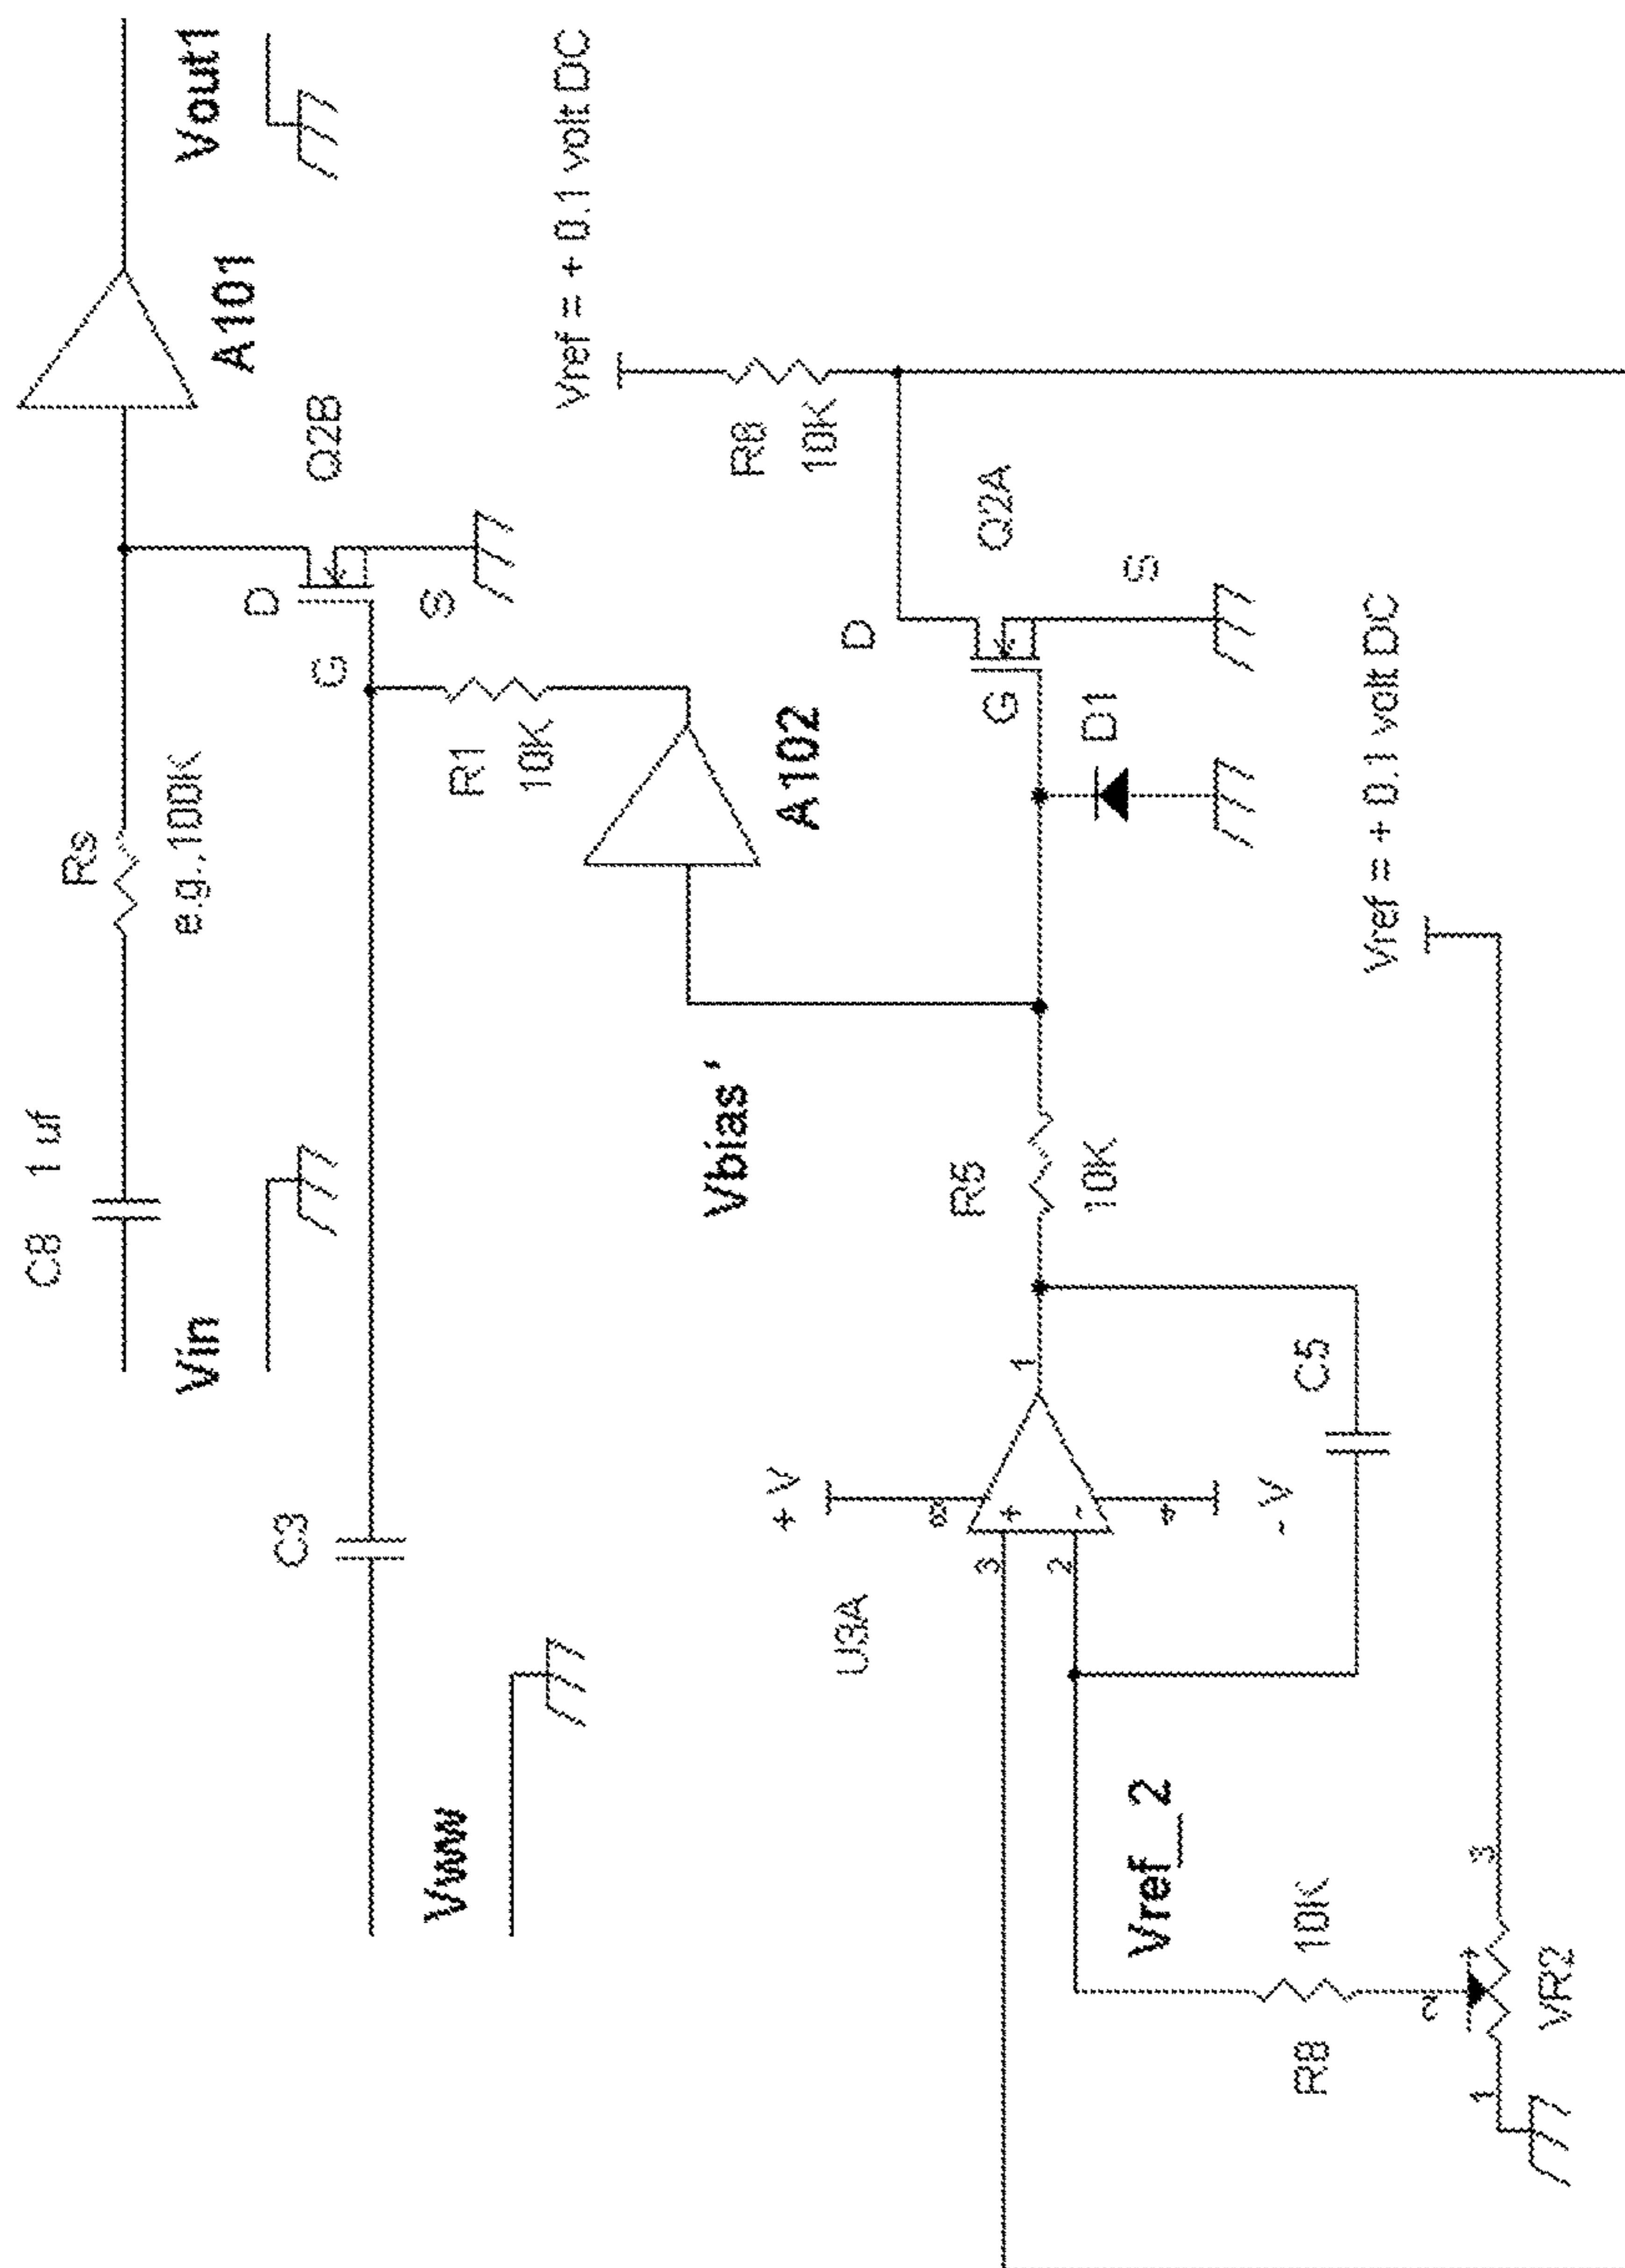 C8 1 uf
Rs
e.g.,100K
Vin
Vout1
A101
D
Q2B
G
S
C3
R1
10K
Vww
A102
Vbias'
Vref = + 0.1 volt DC
R6
10K
D
Q2A
G
S
D1
R5
10K
U3A
+V
8
3
+
1
2
-
4
-V
C5
Vref_2
Vref = + 0.1 volt DC
R8
10K
2
3
1
VR2